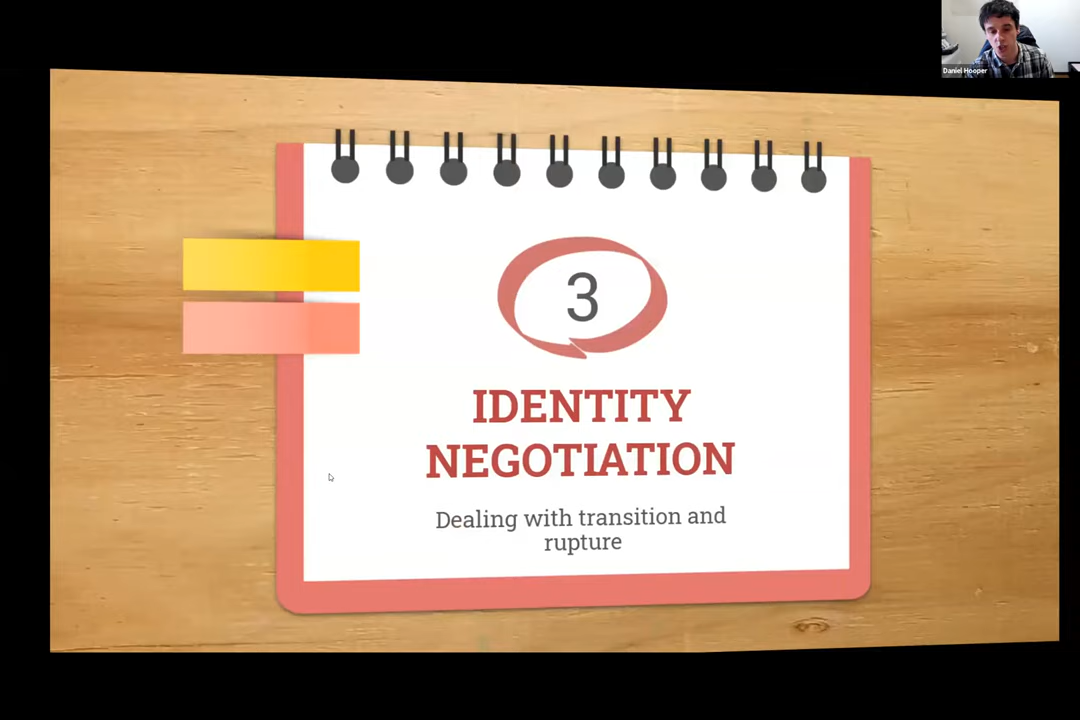 Daniel Hooper
3
IDENTITY
NEGOTIATION
Dealing with transition and
rupture